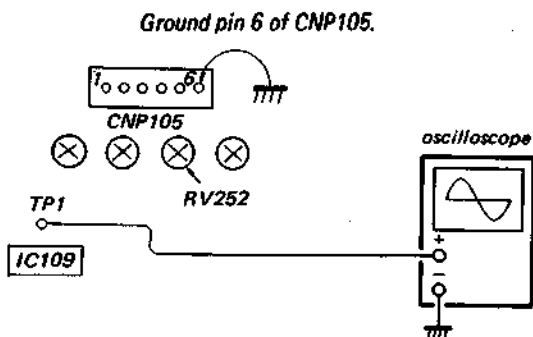 Ground pin 6 of CNP105.
1 6
CNP105
oscilloscope
RV252
TP1
+
IC109
−